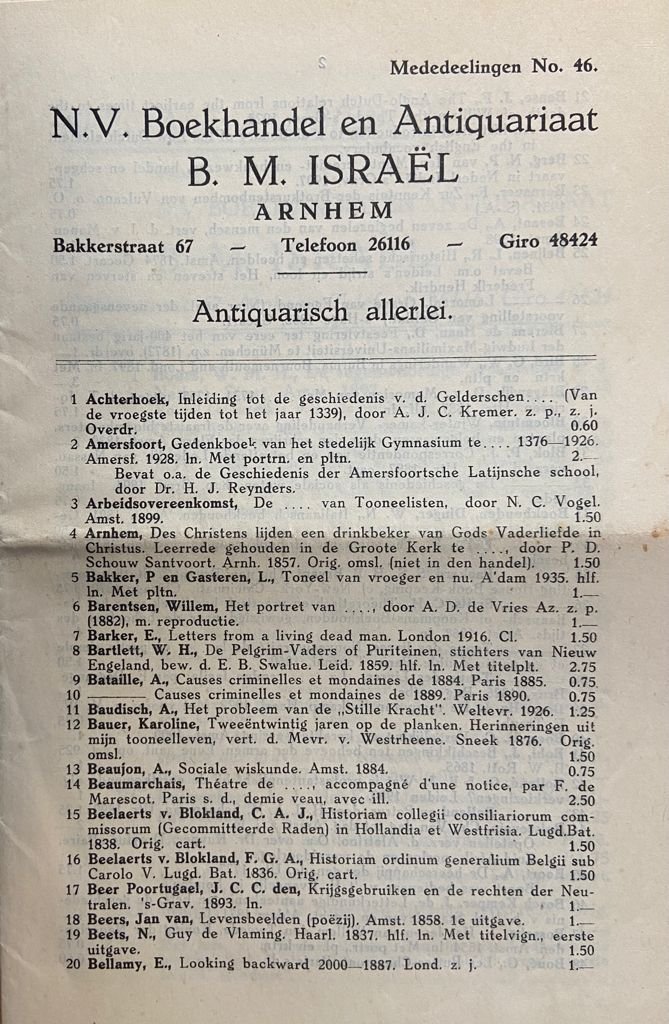 Mededeelingen No. 46.
N.V. Boekhandel en Antiquariaat
B. M. ISRAËL
ARNHEM
Bakkerstraat 67 — Telefoon 26116 — Giro 48424
Antiquarisch allerlei.
1 Achterhoek, Inleiding tot de geschiedenis v. d. Gelderschen.... (Van
de vroegste tijden tot het jaar 1339), door A. J. C. Kremer. z. p., z. j.
Overdr. 0.60
2 Amersfoort, Gedenkboek van het stedelijk Gymnasium te.... 1376—1926.
Amersf. 1928. ln. Met portrn. en pltn. 2.—
Bevat o.a. de Geschiedenis der Amersfoortsche Latijnsche school,
door Dr. H. J. Reynders.
3 Arbeidsovereenkomst, De .... van Tooneelisten, door N. C. Vogel.
Amst. 1899. 1.50
4 Arnhem, Des Christens lijden een drinkbeker van Gods Vaderliefde in
Christus. Leerrede gehouden in de Groote Kerk te ...., door P. D.
Schouw Santvoort. Arnh. 1857. Orig. omsl. (niet in den handel). 1.50
5 Bakker, P en Gasteren, L., Toneel van vroeger en nu. A'dam 1935. hlf.
ln. Met pltn. 1.—
6 Barentsen, Willem, Het portret van ...., door A. D. de Vries Az. z. p.
(1882), m. reproductie. 1.—
7 Barker, E., Letters from a living dead man. London 1916. Cl. 1.50
8 Bartlett, W. H., De Pelgrim-Vaders of Puriteinen, stichters van Nieuw
Engeland, bew. d. E. B. Swalue. Leid. 1859. hlf. ln. Met titelplt. 2.75
9 Bataille, A., Causes criminelles et mondaines de 1884. Paris 1885. 0.75
10 ——— Causes criminelles et mondaines de 1889. Paris 1890. 0.75
11 Baudisch, A., Het probleem van de „Stille Kracht". Weltevr. 1926. 1.25
12 Bauer, Karoline, Tweeëntwintig jaren op de planken. Herinneringen uit
mijn tooneelleven, vert. d. Mevr. v. Westrheene. Sneek 1876. Orig.
omsl. 1.50
13 Beaujon, A., Sociale wiskunde. Amst. 1884. 0.75
14 Beaumarchais, Théatre de ...., accompagné d'une notice, par F. de
Marescot. Paris s. d., demie veau, avec ill. 2.50
15 Beelaerts v. Blokland, C. A. J., Historiam collegii consiliariorum com-
missorum (Gecommitteerde Raden) in Hollandia et Westfrisia. Lugd.Bat.
1838. Orig. cart. 1.50
16 Beelaerts v. Blokland, F. G. A., Historiam ordinum generalium Belgii sub
Carolo V. Lugd. Bat. 1836. Orig. cart. 1.50
17 Beer Poortugael, J. C. C. den, Krijgsgebruiken en de rechten der Neu-
tralen. 's-Grav. 1893. ln. 1.—
18 Beers, Jan van, Levensbeelden (poëzij). Amst. 1858. 1e uitgave. 1.—
19 Beets, N., Guy de Vlaming. Haarl. 1837. hlf. ln. Met titelvign., eerste
uitgave. 1.50
20 Bellamy, E., Looking backward 2000—1887. Lond. z. j. 1.—